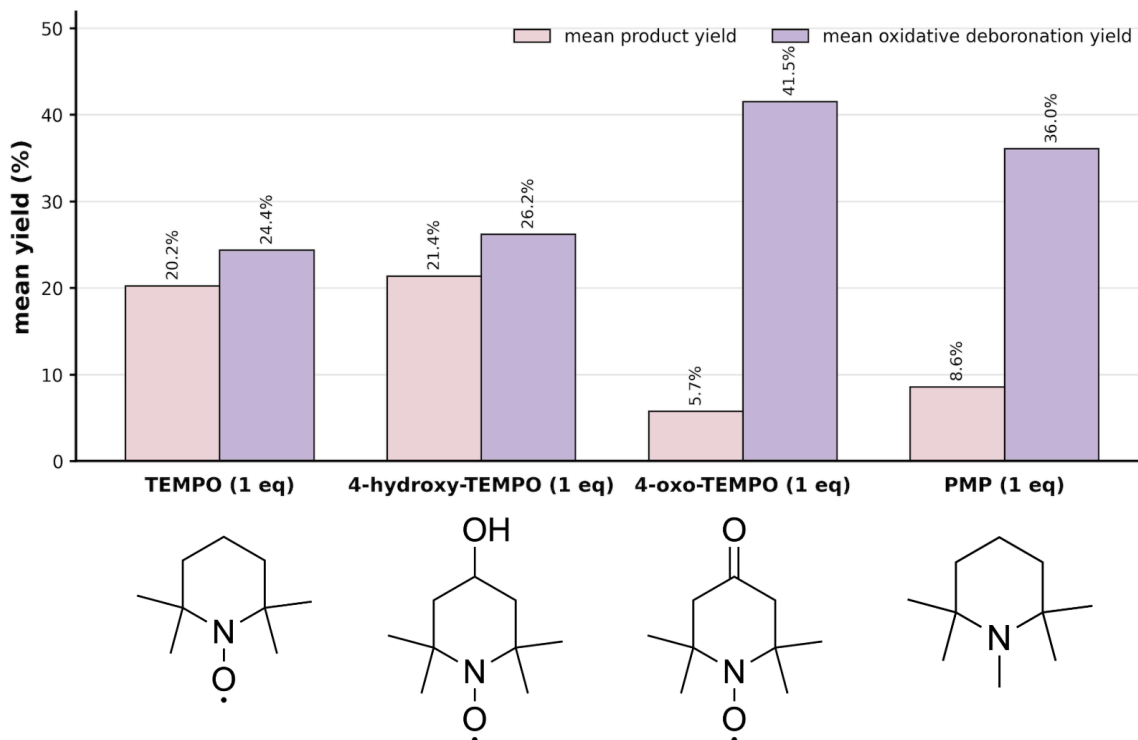 mean product yield
mean oxidative deboronation yield
mean yield (%)
50
40
30
20
10
0
20.2%
24.4%
21.4%
26.2%
5.7%
41.5%
8.6%
36.0%
TEMPO (1 eq)
4-hydroxy-TEMPO (1 eq)
4-oxo-TEMPO (1 eq)
PMP (1 eq)
OH
O
N
N
N
N
O
O
O